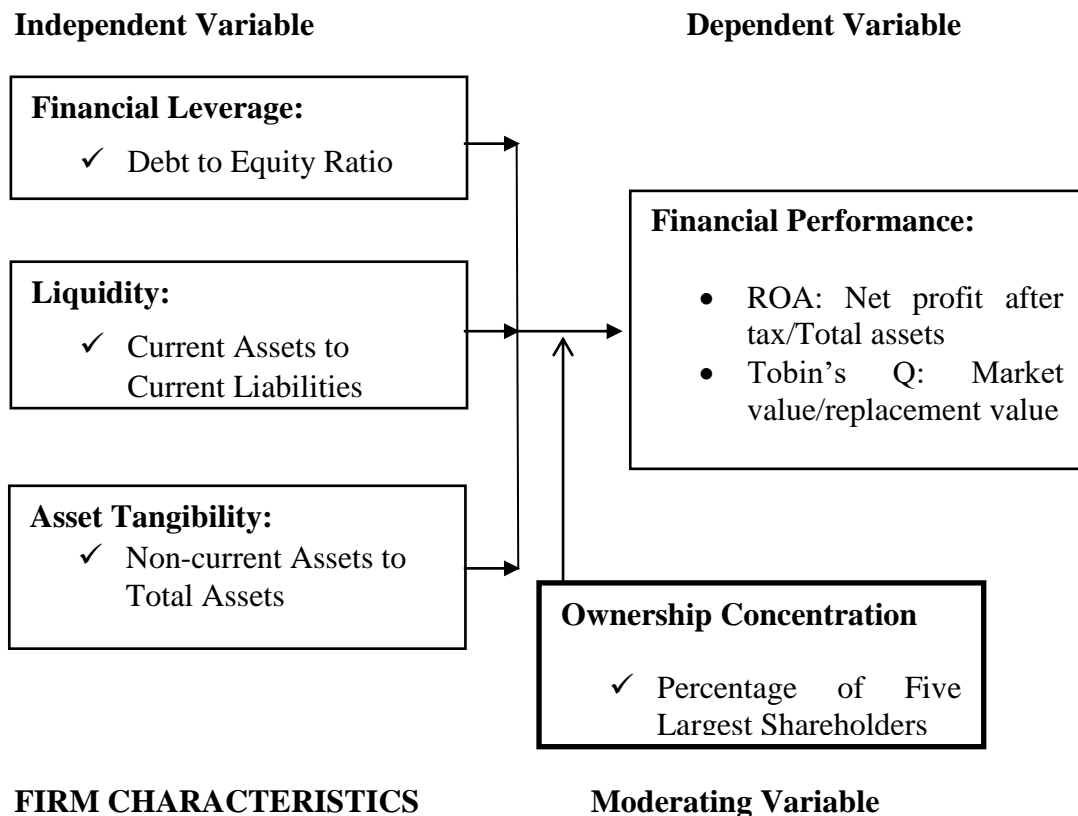 Independent Variable
Dependent Variable
Financial Leverage:
✓ Debt to Equity Ratio
Liquidity:
✓ Current Assets to
Current Liabilities
Asset Tangibility:
✓ Non-current Assets to
Total Assets
Financial Performance:
• ROA: Net profit after
tax/Total assets
• Tobin’s Q: Market
value/replacement value
Ownership Concentration
✓ Percentage of Five
Largest Shareholders
FIRM CHARACTERISTICS
Moderating Variable